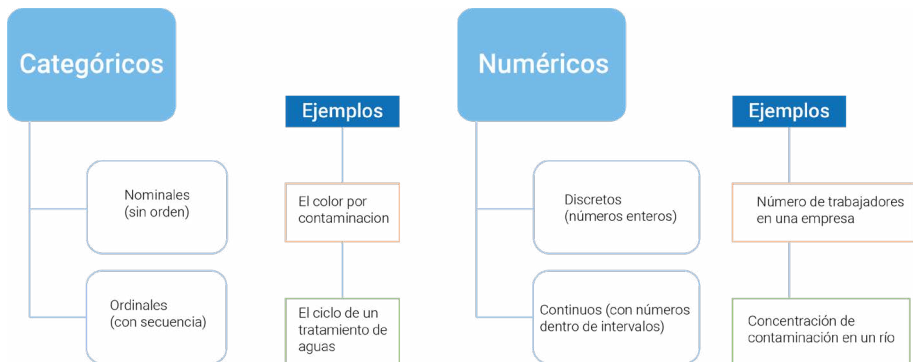 Categóricos
Ejemplos
Nominales
(sin orden)
El color por
contaminacion
Ordinales
(con secuencia)
El ciclo de un
tratamiento de
aguas
Numéricos
Ejemplos
Discretos
(números enteros)
Número de trabajadores
en una empresa
Continuos (con números
dentro de intervalos)
Concentración de
contaminación en un río